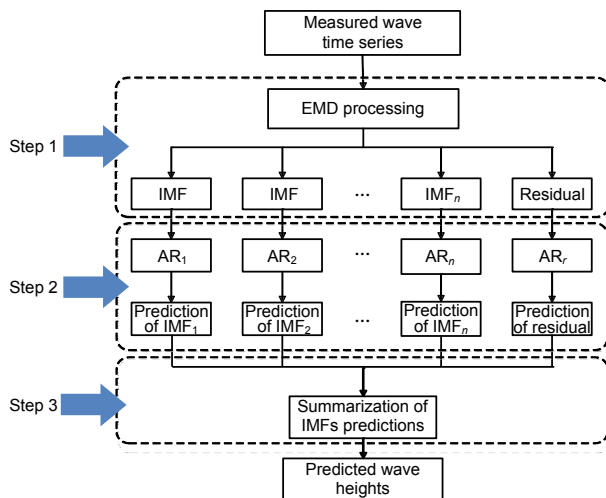 Measured wave
time series
EMD processing
Step 1
IMF IMF ... IMFn Residual
AR1 AR2 ... ARn ARr
Step 2
Prediction of IMF1 Prediction of IMF2 ... Prediction of IMFn Prediction of residual
Step 3
Summarization of
IMFs predictions
Predicted wave
heights